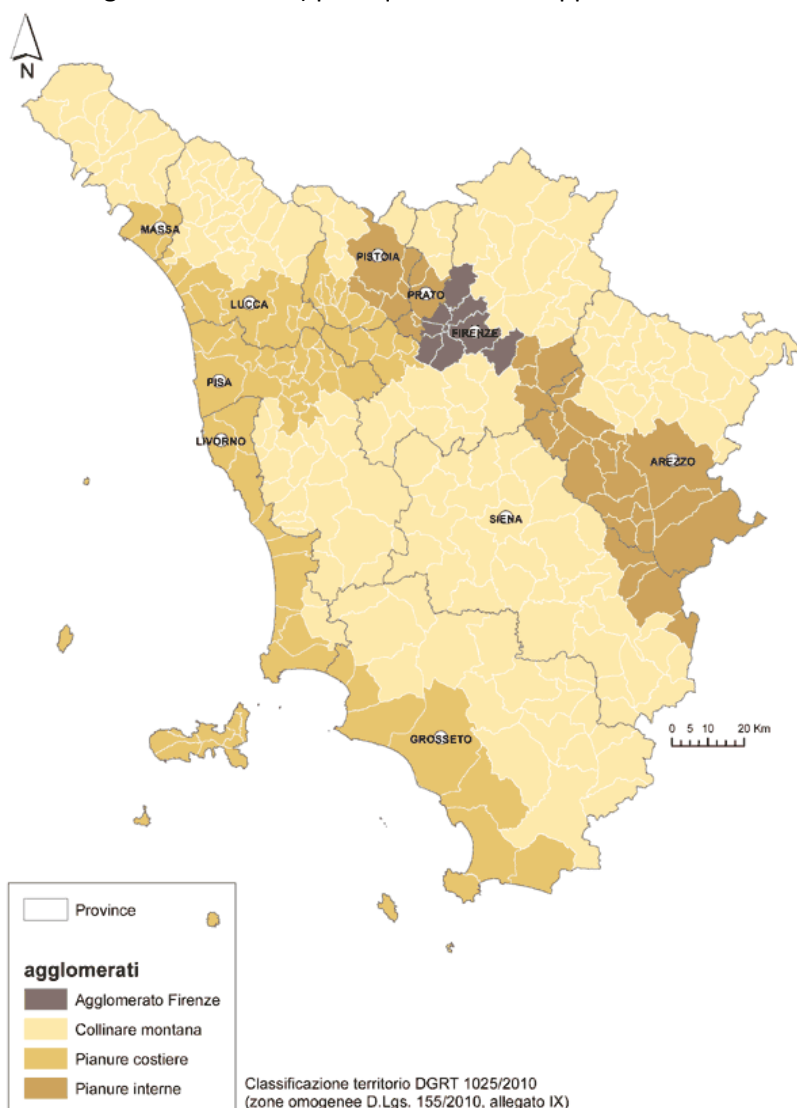 N
MASSA
PISTOIA
PRATO
LUCCA
FIRENZE
PISA
LIVORNO
AREZZO
SIENA
0 5 10 20 Km
GROSSETO
Province
agglomerati
Agglomerato Firenze
Collinare montana
Pianure costiere
Pianure interne
Classificazione territorio DGRT 1025/2010
(zone omogenee D.Lgs. 155/2010, allegato IX)